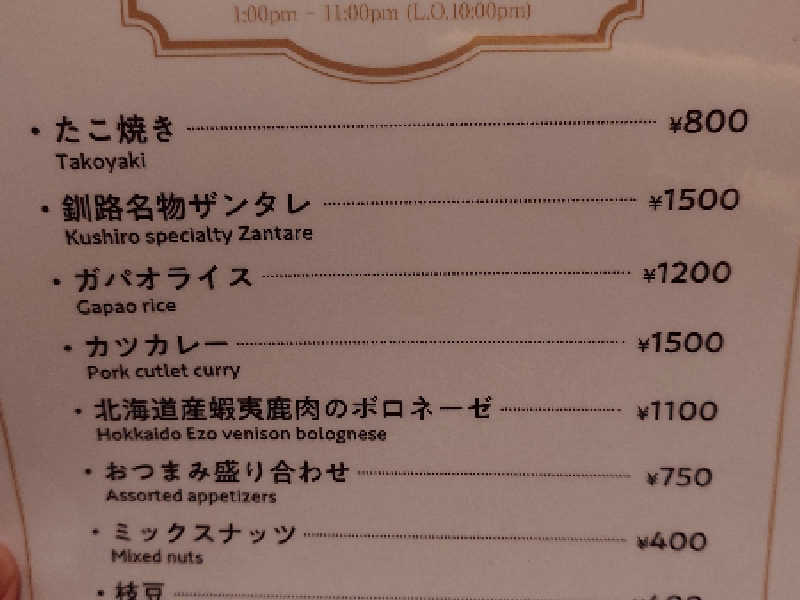 1:00pm - 11:00pm (L.O.10:00pm)
・たこ焼き ¥800
Takoyaki
・釧路名物ザンタレ ¥1500
Kushiro specialty Zantare
・ガパオライス ¥1200
Gapao rice
・カツカレー ¥1500
Pork cutlet curry
・北海道産蝦夷鹿肉のボロネーゼ ¥1100
Hokkaido Ezo venison bolognese
・おつまみ盛り合わせ ¥750
Assorted appetizers
・ミックスナッツ ¥400
Mixed nuts
・枝豆